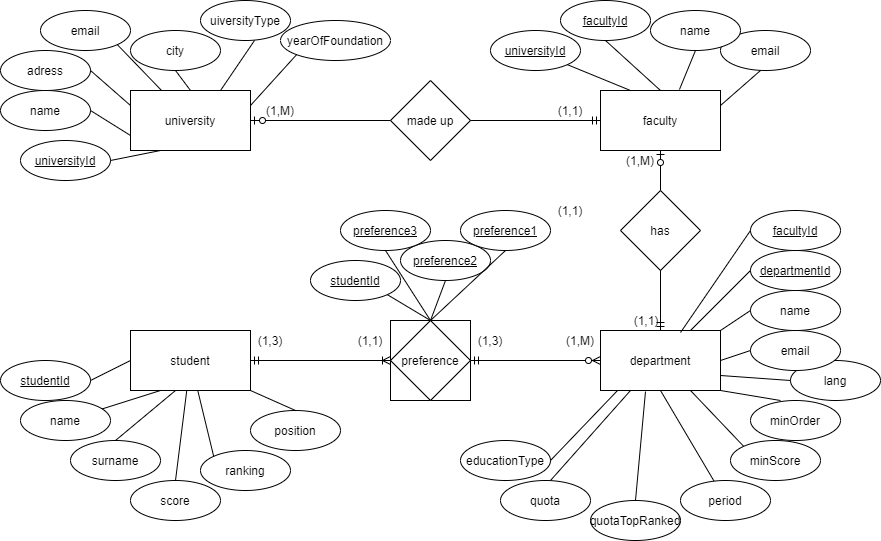 uiversityType
facultyId
email
name
yearOfFoundation
city
universityId
email
adress
name
(1,M)
(1,1)
university
made up
faculty
universityId
(1,M)
(1,1)
preference3
preference1
has
facultyId
preference2
departmentId
studentId
name
(1,1)
(1,3)
(1,1)
(1,3)
(1,M)
email
student
preference
department
studentId
lang
name
minOrder
position
surname
educationType
minScore
ranking
score
quota
period
quotaTopRanked